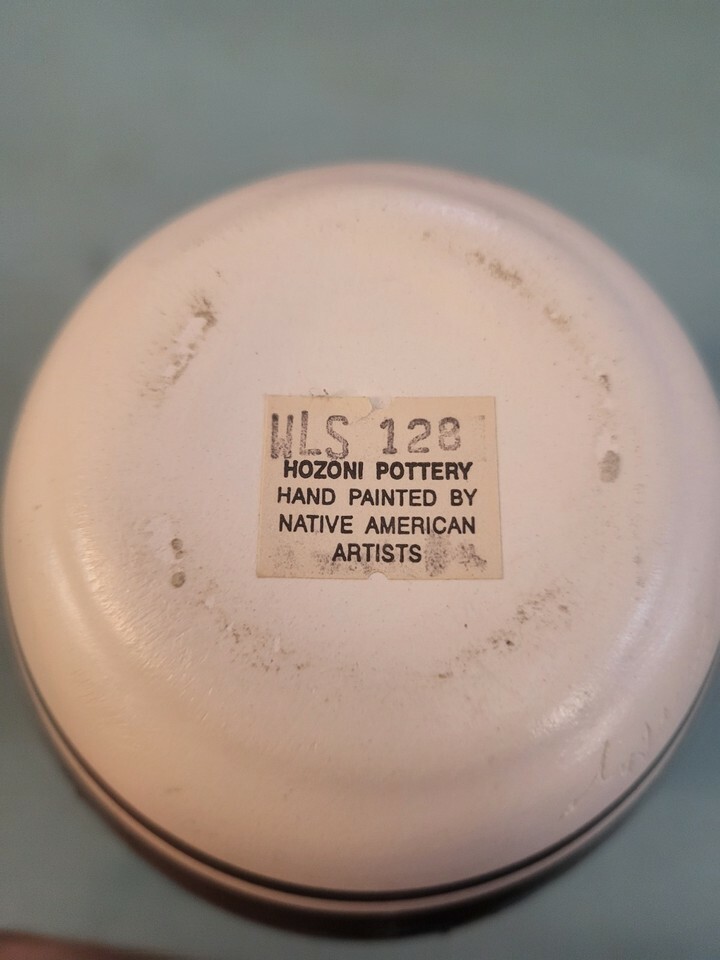 WLS 128
HOZONI POTTERY
HAND PAINTED BY
NATIVE AMERICAN
ARTISTS